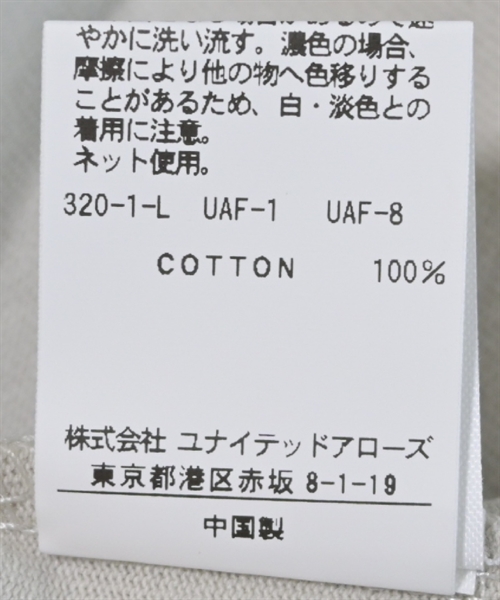 やかに洗い流す。濃色の場合、
摩擦により他の物へ色移りする
ことがあるため、白・淡色との
着用に注意。
ネット使用。
320-1-L UAF-1 UAF-8
COTTON 100%
株式会社 ユナイテッドアローズ
東京都港区赤坂 8-1-19
中国製